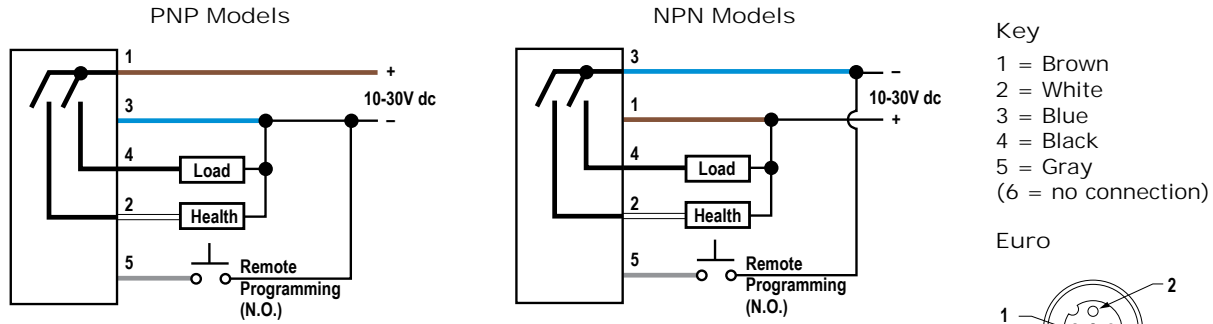 PNP Models
1
+
10-30V dc
3
–
4
Load
2
Health
5
Remote
Programming
(N.O.)
NPN Models
3
–
10-30V dc
1
+
4
Load
2
Health
5
Remote
Programming
(N.O.)
Key
1 = Brown
2 = White
3 = Blue
4 = Black
5 = Gray
(6 = no connection)
Euro
2
1